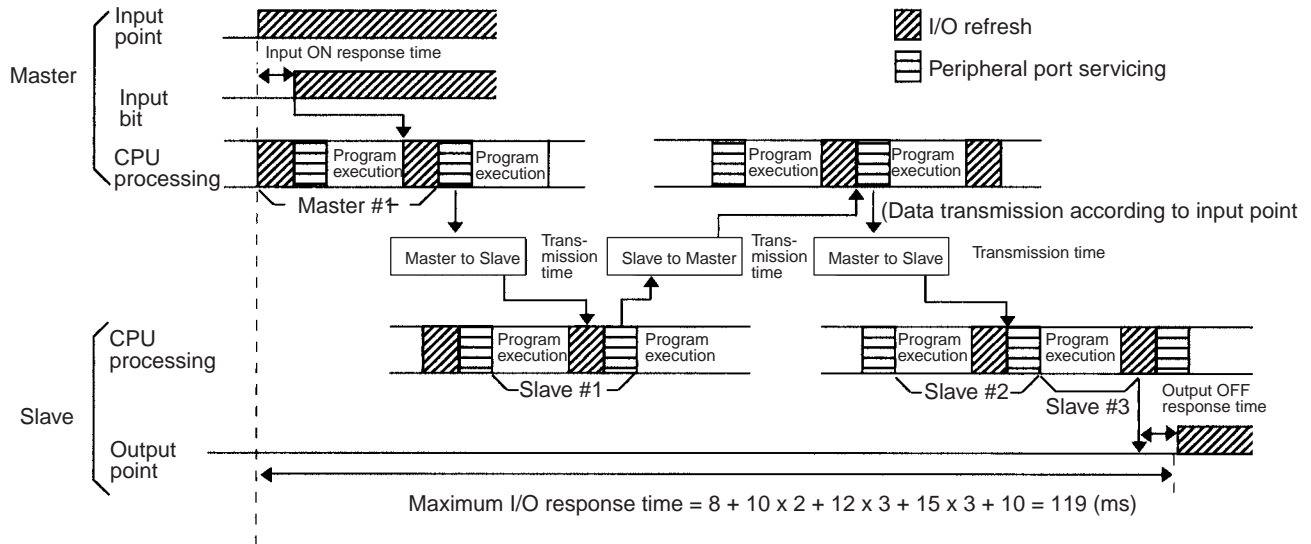 Master
Input
point
Input ON response time
Input
bit
CPU
processing
Program
execution
Program
execution
Program
execution
Program
execution
I/O refresh
Peripheral port servicing
Master #1
(Data transmission according to input point
Master to Slave
Trans-
mission
time
Slave to Master
Trans-
mission
time
Master to Slave
Transmission time
Slave
CPU
processing
Program
execution
Program
execution
Program
execution
Program
execution
Slave #1
Slave #2
Slave #3
Output OFF
response time
Output
point
Maximum I/O response time = 8 + 10 x 2 + 12 x 3 + 15 x 3 + 10 = 119 (ms)